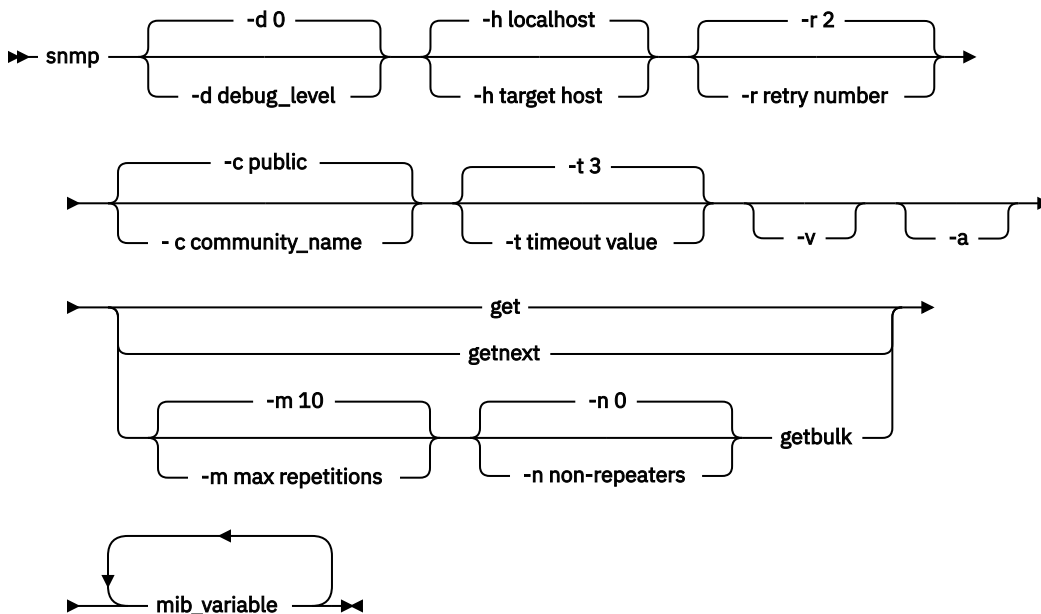 -d 0 -h localhost -r 2
snmp
-d debug_level -h target host -r retry number
-c public -t 3
- c community_name -t timeout value -v -a
get
getnext
-m 10 -n 0
getbulk
-m max repetitions -n non-repeaters
mib_variable